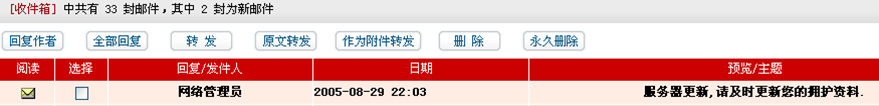 [收件箱] 中共有 33 封邮件，其中 2 封为新邮件
回复作者 全部回复 转 发 原文转发 作为附件转发 删 除 永久删除
阅读 选择 回复/发件人 日期 预览/主题
网络管理员 2005-08-29 22:03 服务器更新,请及时更新您的拥护资料.